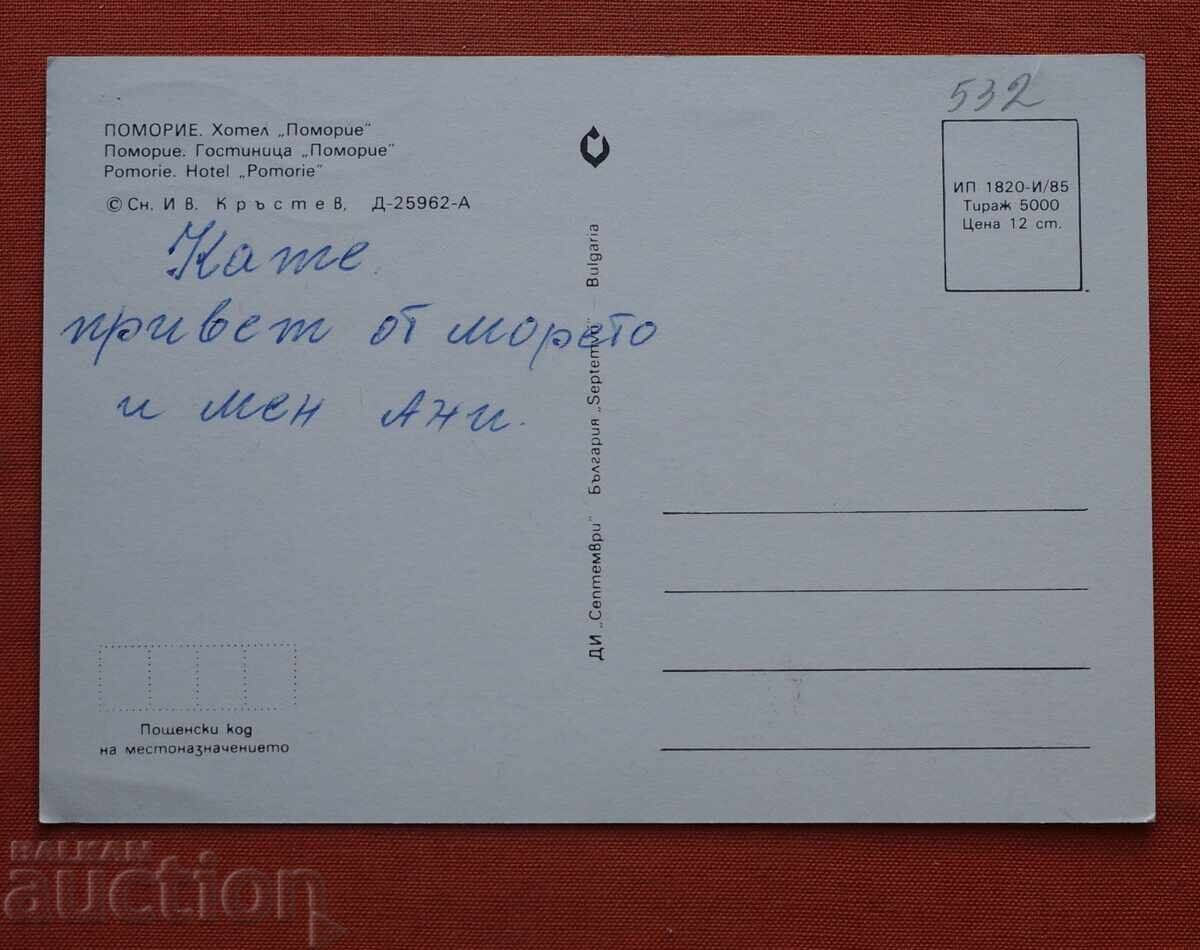 ПОМОРИЕ. Хотел „Поморие"
Поморие. Гостиница „Поморие"
Pomorie. Hotel „Pomorie"
© Сн. Ив. Кръстев, Д-25962-А
Кате
привет от морето
и мен Ани.
Пощенски код
на местоназначението
ДИ „Септември" България „Septemvri" Bulgaria
532
ИП 1820-И/85
Тираж 5000
Цена 12 ст.
BALKAN
auction